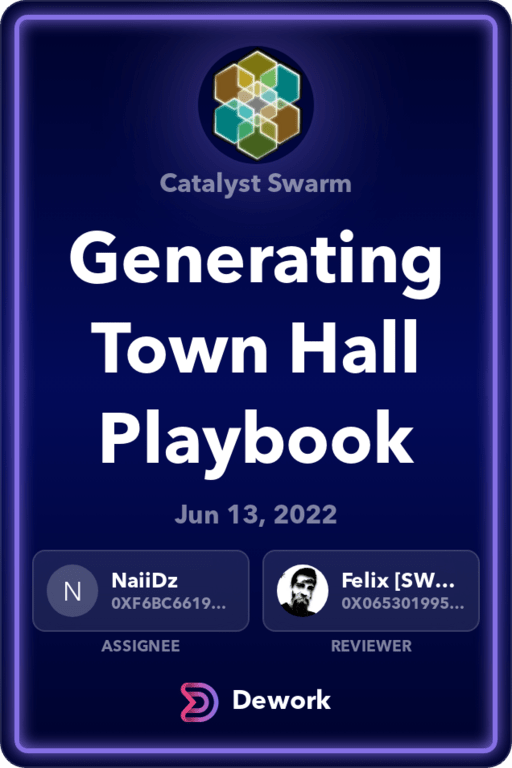 Catalyst Swarm
Generating
Town Hall
Playbook
Jun 13, 2022
N
NaiiDz
0XF6BC6619...
ASSIGNEE
Felix [SW...
0X065301995...
REVIEWER
Dework